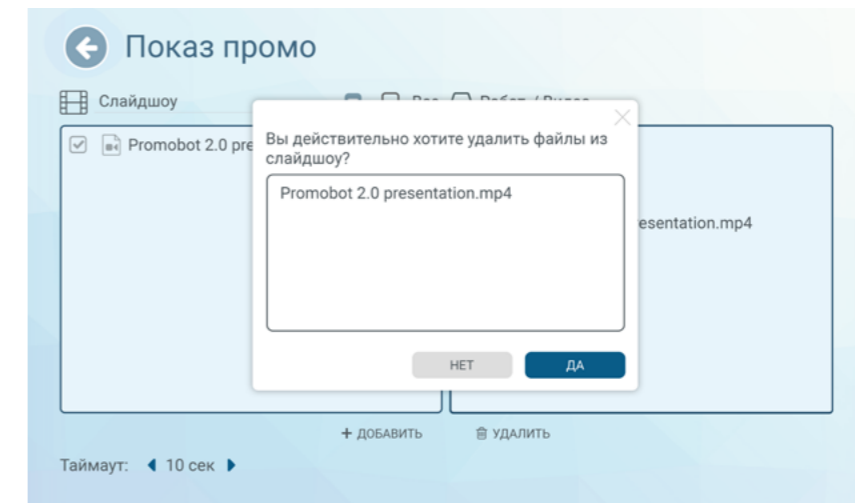 Показ промо
Слайдшоу
Вы действительно хотите удалить файлы из
слайдшоу?
Promobot 2.0 pre
Promobot 2.0 presentation.mp4
esentation.mp4
НЕТ
ДА
+ ДОБАВИТЬ
УДАЛИТЬ
Таймаут: 10 сек